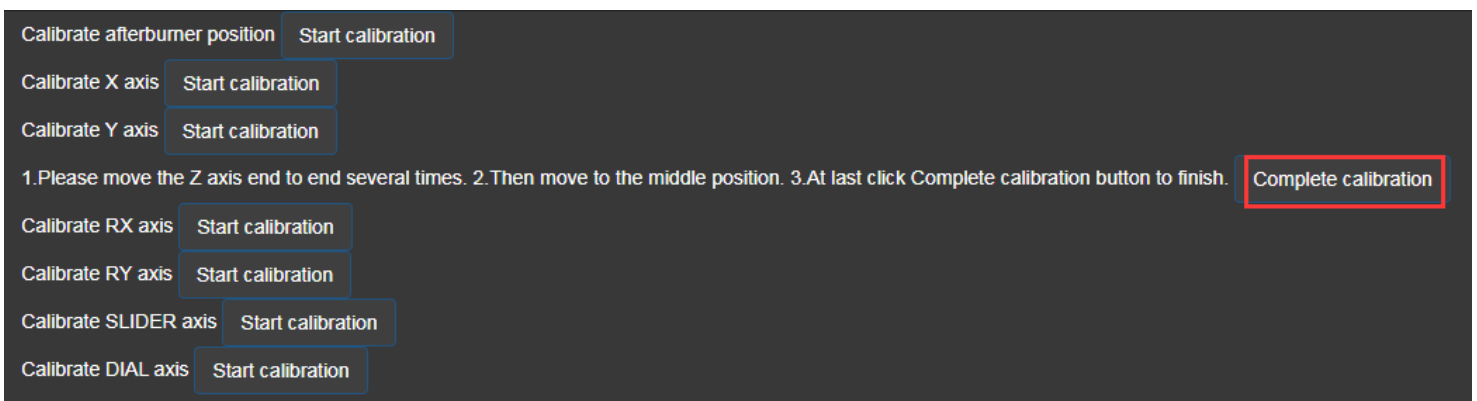 Calibrate afterburner position Start calibration
Calibrate X axis Start calibration
Calibrate Y axis Start calibration
1.Please move the Z axis end to end several times. 2.Then move to the middle position. 3.At last click Complete calibration button to finish. Complete calibration
Calibrate RX axis Start calibration
Calibrate RY axis Start calibration
Calibrate SLIDER axis Start calibration
Calibrate DIAL axis Start calibration